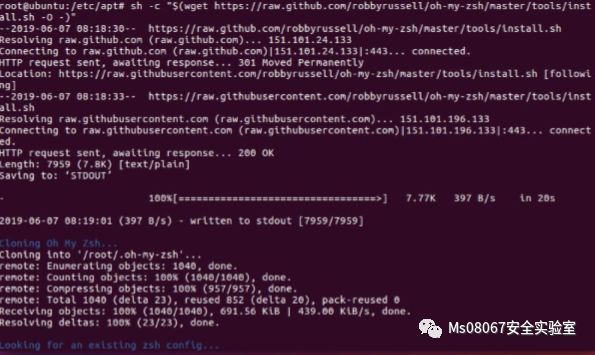 root@ubuntu:/etc/apt# sh -c "$(wget https://raw.github.com/robbyrussell/oh-my-zsh/master/tools/inst
all.sh -O -)"
--2019-06-07 08:18:30--  https://raw.github.com/robbyrussell/oh-my-zsh/master/tools/install.sh
Resolving raw.github.com (raw.github.com)... 151.101.24.133
Connecting to raw.github.com (raw.github.com)|151.101.24.133|:443... connected.
HTTP request sent, awaiting response... 301 Moved Permanently
Location: https://raw.githubusercontent.com/robbyrussell/oh-my-zsh/master/tools/install.sh [followi
ng]
--2019-06-07 08:18:33--  https://raw.githubusercontent.com/robbyrussell/oh-my-zsh/master/tools/inst
all.sh
Resolving raw.githubusercontent.com (raw.githubusercontent.com)... 151.101.196.133
Connecting to raw.githubusercontent.com (raw.githubusercontent.com)|151.101.196.133|:443... connect
ed.
HTTP request sent, awaiting response... 200 OK
Length: 7959 (7.8K) [text/plain]
Saving to: ‘STDOUT’
-                   100%[===================================>]   7.77K   397 B/s    in 20s
2019-06-07 08:19:01 (397 B/s) - written to stdout [7959/7959]
Cloning Oh My Zsh...
Cloning into '/root/.oh-my-zsh'...
remote: Enumerating objects: 1040, done.
remote: Counting objects: 100% (1040/1040), done.
remote: Compressing objects: 100% (957/957), done.
remote: Total 1040 (delta 23), reused 852 (delta 20), pack-reused 0
Receiving objects: 100% (1040/1040), 691.56 KiB | 439.00 KiB/s, done.
Resolving deltas: 100% (23/23), done.
Looking for an existing zsh config...
Ms08067安全实验室